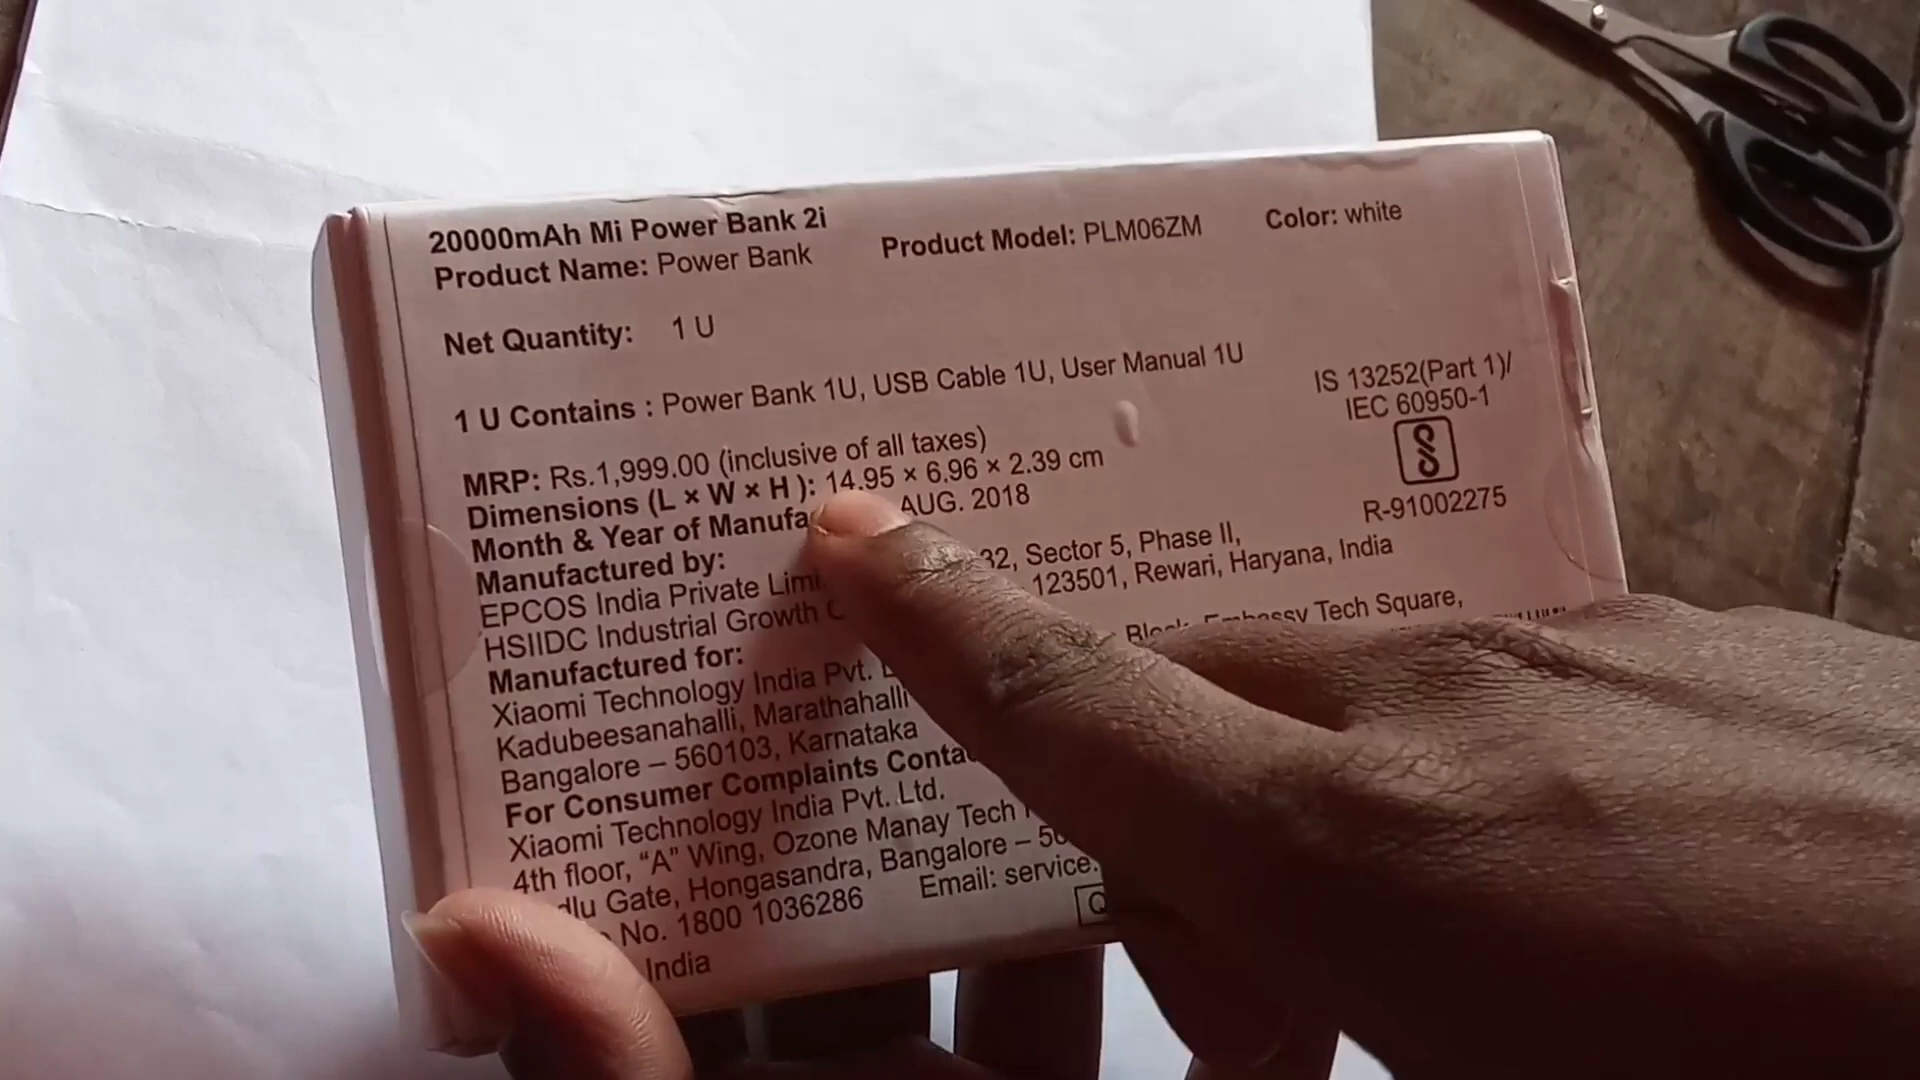 20000mAh Mi Power Bank 2i
Product Name: Power Bank
Product Model: PLM06ZM
Color: white
Net Quantity: 1 U
1 U Contains : Power Bank 1U, USB Cable 1U, User Manual 1U
IS 13252(Part 1)/
IEC 60950-1
R-91002275
MRP: Rs.1,999.00 (inclusive of all taxes)
Dimensions (L × W × H ): 14.95 × 6.96 × 2.39 cm
Month & Year of AUG. 2018
Manufactured by:
EPCOS India Private 32, Sector 5, Phase II,
HSIIDC Industrial Growth 123501, Rewari, Haryana, India
Manufactured for:
Xiaomi Technology India Pvt. Tech Square,
Kadubeesanahalli, Marathahalli
Bangalore – 560103, Karnataka
For Consumer Complaints
Xiaomi Technology India Pvt. Ltd.
4th floor, “A” Wing, Ozone Manay Tech
Gate, Hongasandra, Bangalore –
No. 1800 1036286 Email:
India